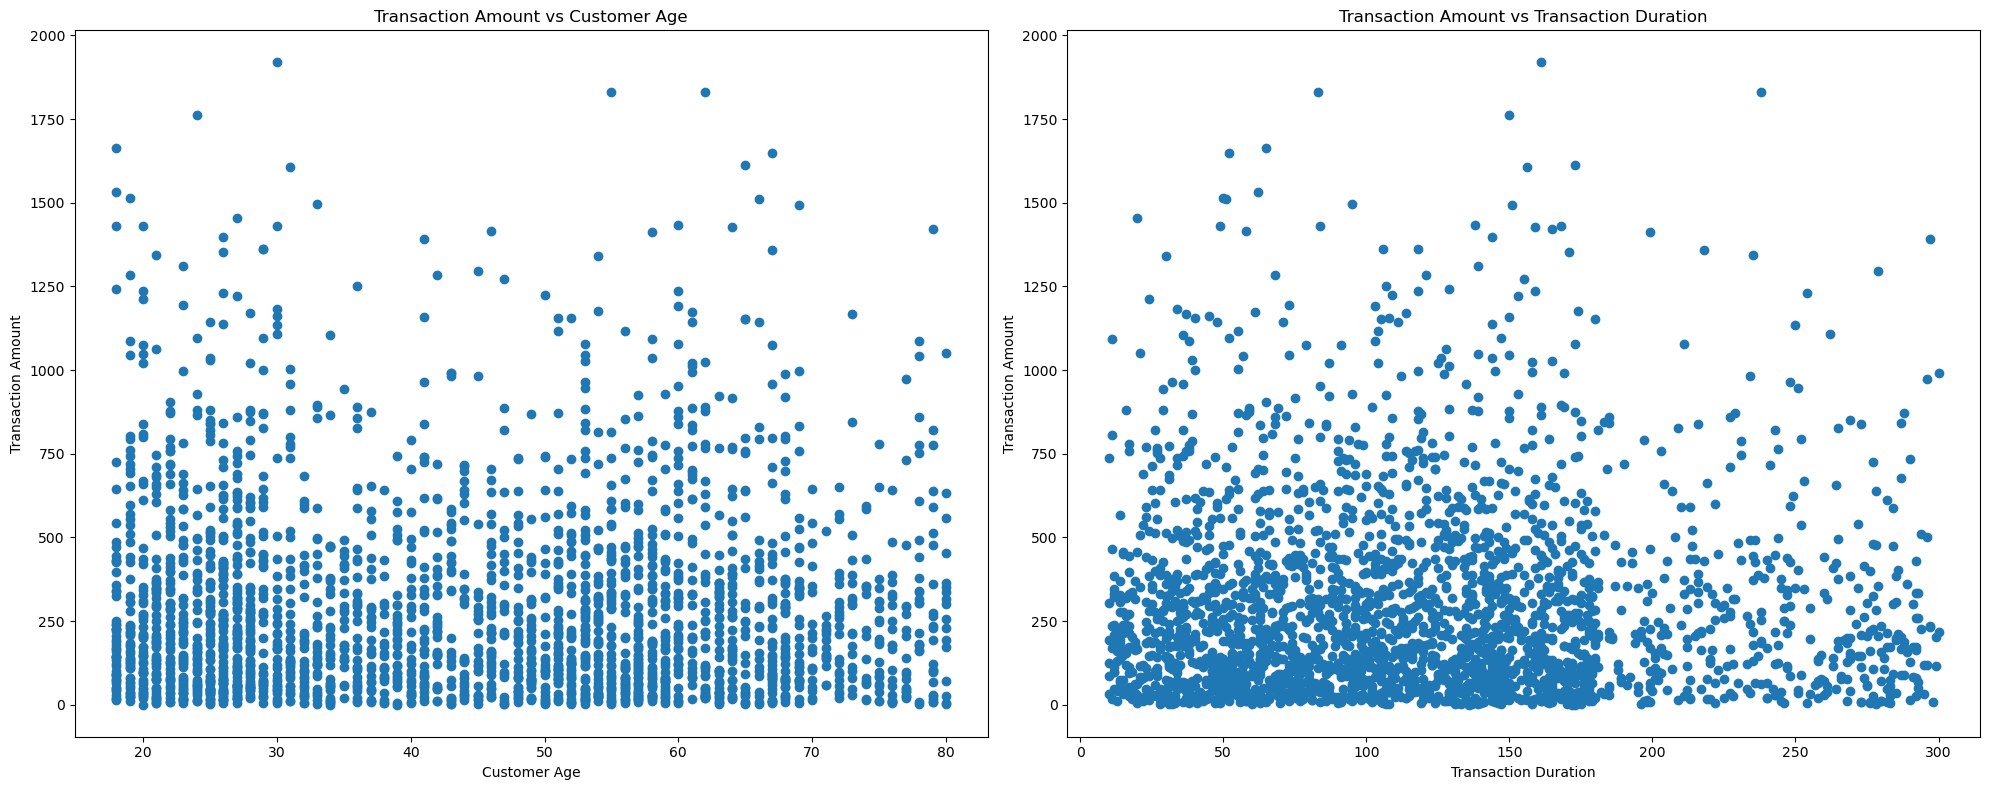 Transaction Amount vs Customer Age
Transaction Amount
2000
1750
1500
1250
1000
750
500
250
0
20 30 40 50 60 70 80
Customer Age
Transaction Amount vs Transaction Duration
Transaction Amount
2000
1750
1500
1250
1000
750
500
250
0
0 50 100 150 200 250 300
Transaction Duration